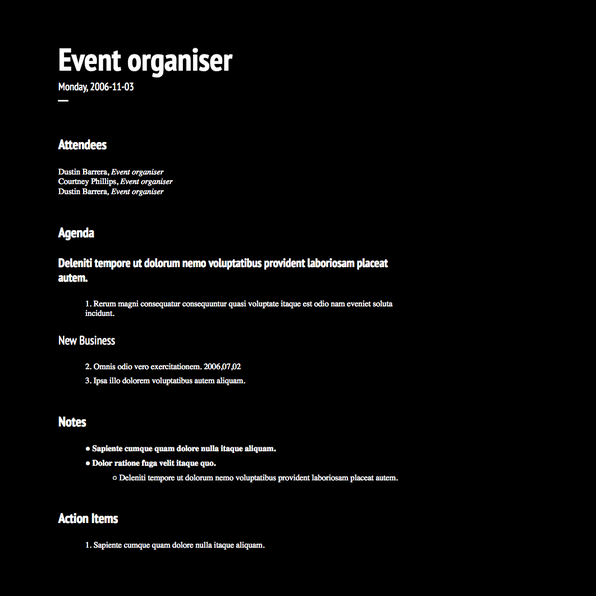 Event organiser
Monday, 2006-11-03
Attendees
Dustin Barrera, Event organiser
Courtney Phillips, Event organiser
Dustin Barrera, Event organiser
Agenda
Deleniti tempore ut dolorum nemo voluptatibus provident laboriosam placeat
autem.
1. Rerum magni consequatur consequuntur quasi voluptate itaque est odio nam eveniet soluta
incidunt.
New Business
2. Omnis odio vero exercitationem. 2006,07,02
3. Ipsa illo dolorem voluptatibus autem aliquam.
Notes
● Sapiente cumque quam dolore nulla itaque aliquam.
● Dolor ratione fuga velit itaque quo.
○ Deleniti tempore ut dolorum nemo voluptatibus provident laboriosam placeat autem.
Action Items
1. Sapiente cumque quam dolore nulla itaque aliquam.